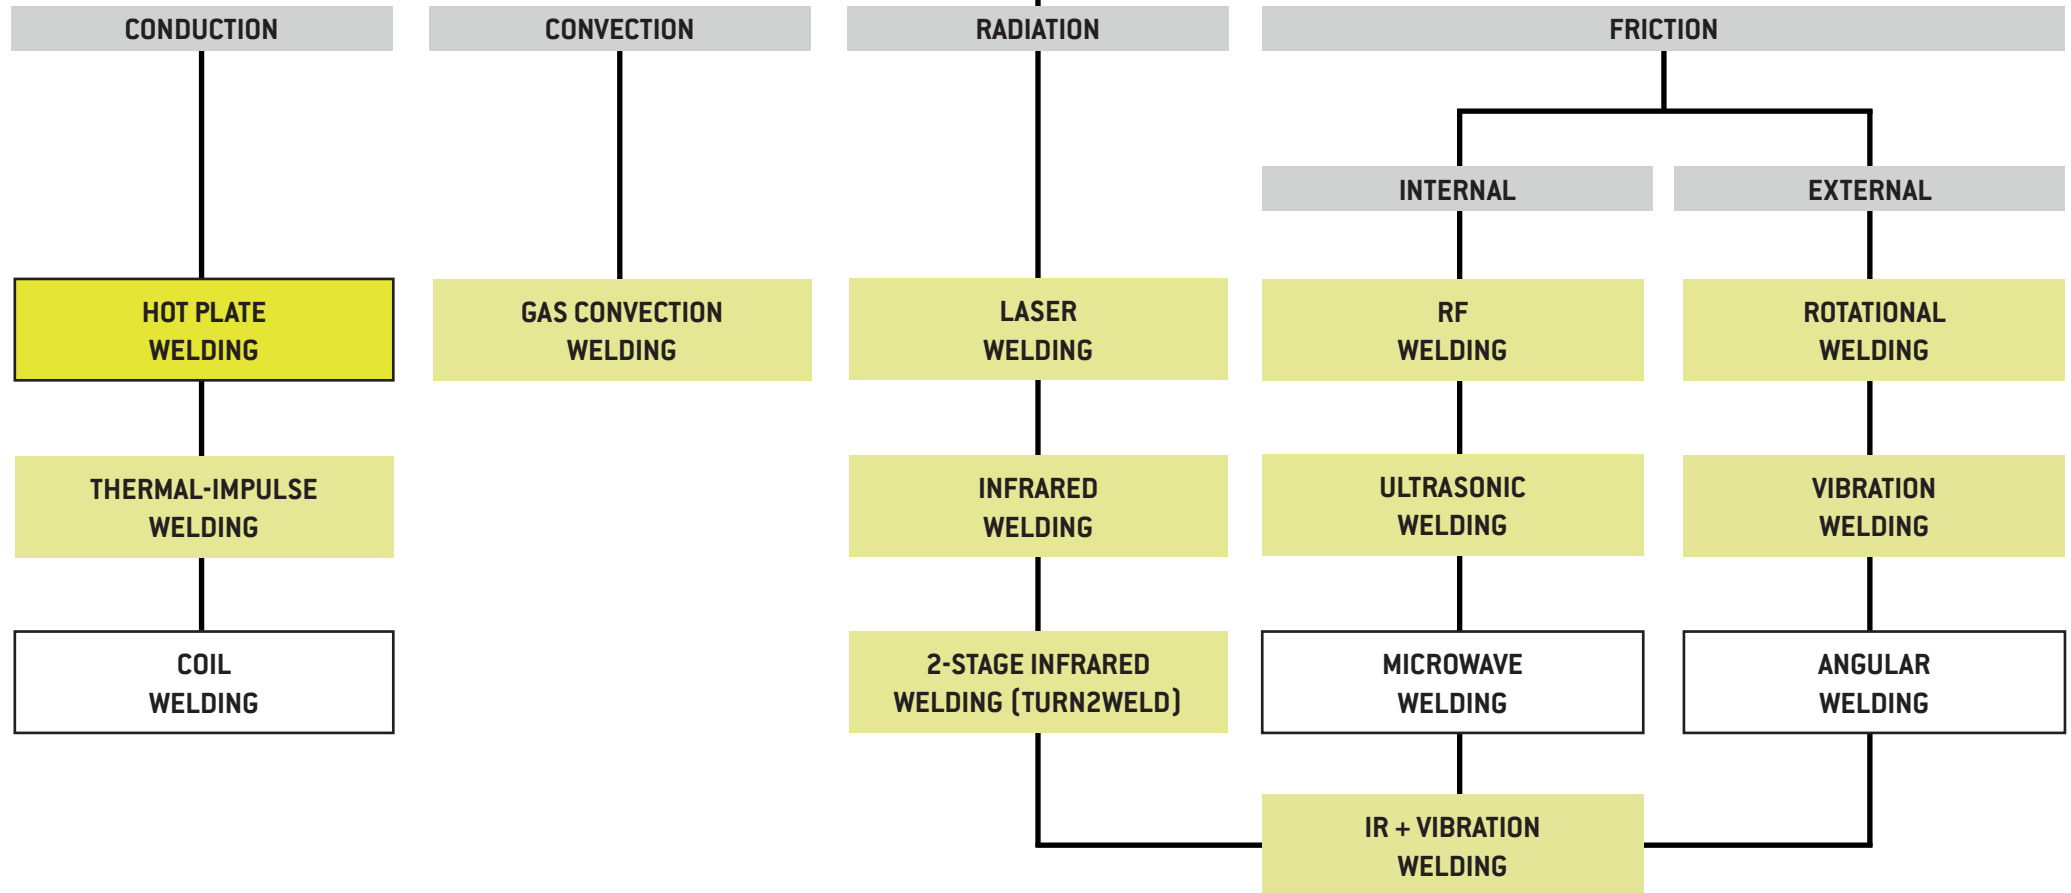 CONDUCTION
CONVECTION
RADIATION
FRICTION
INTERNAL
EXTERNAL
HOT PLATE
WELDING
GAS CONVECTION
WELDING
LASER
WELDING
RF
WELDING
ROTATIONAL
WELDING
THERMAL-IMPULSE
WELDING
INFRARED
WELDING
ULTRASONIC
WELDING
VIBRATION
WELDING
COIL
WELDING
2-STAGE INFRARED
WELDING (TURN2WELD)
MICROWAVE
WELDING
ANGULAR
WELDING
IR + VIBRATION
WELDING